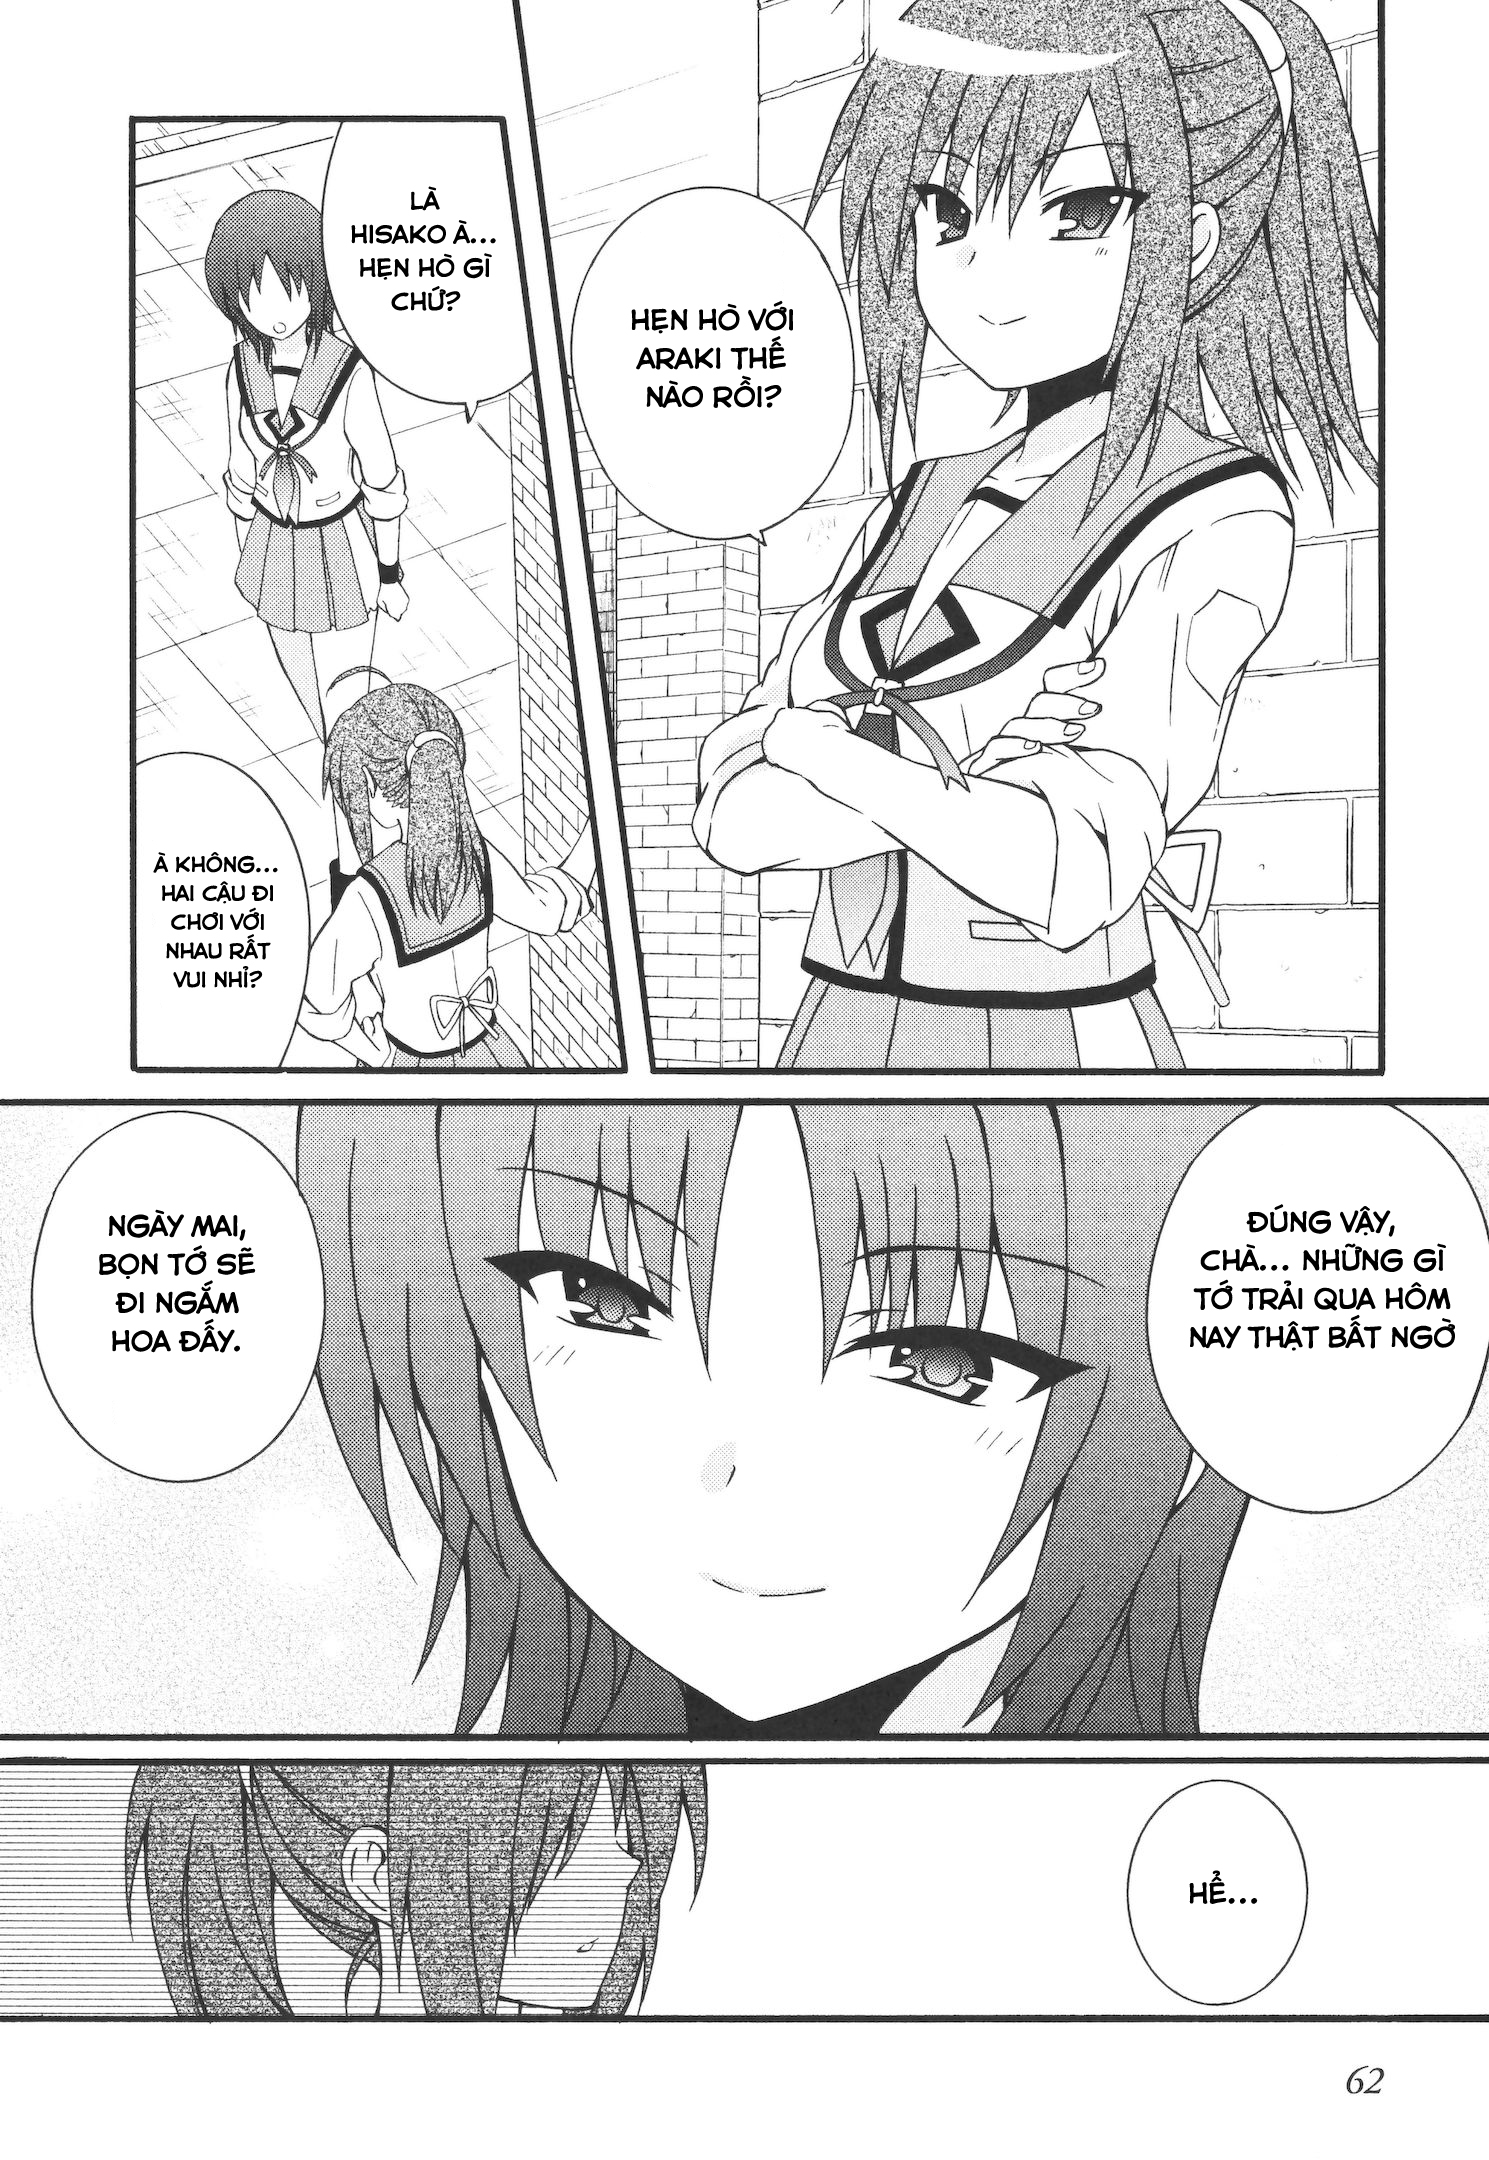 HẸN HÒ VỚI
ARAKI THẾ
NÀO RỒI?
LÀ
HISAKO À...
HẸN HÒ GÌ
CHỨ?
À KHÔNG...
HAI CẬU ĐI
CHƠI VỚI
NHAU RẤT
VUI NHỈ?
ĐÚNG VẬY,
CHÀ... NHỮNG GÌ
TỚ TRẢI QUA HÔM
NAY THẬT BẤT NGỜ
NGÀY MAI,
BỌN TỚ SẼ
ĐI NGẮM
HOA ĐẤY.
HỂ...
62